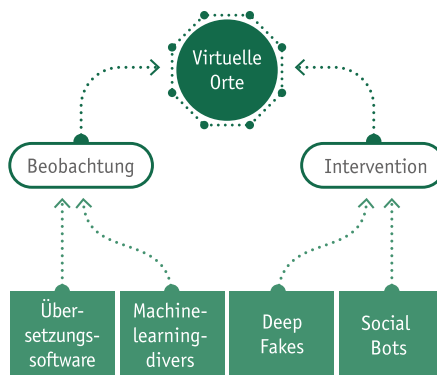 Virtuelle
Orte
Beobachtung
Intervention
Über-
setzungs-
software
Machine-
learning-
divers
Deep
Fakes
Social
Bots